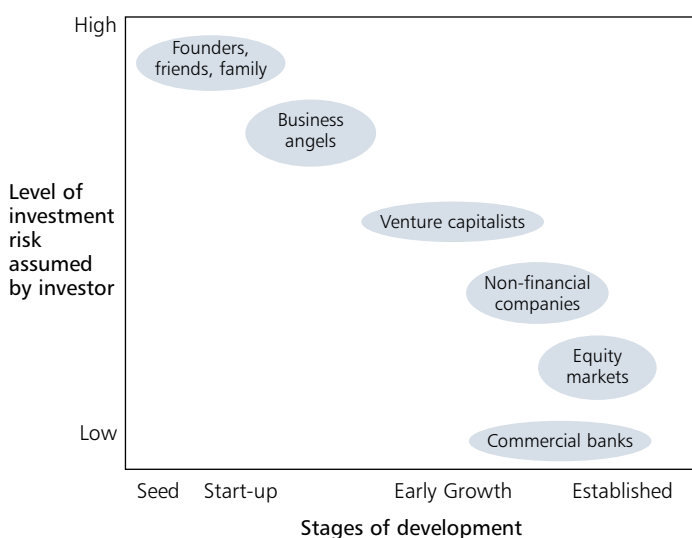 High
Founders,
friends, family
Business
angels
Level of
investment
risk
assumed
by investor
Venture capitalists
Non-financial
companies
Equity
markets
Low
Commercial banks
Seed Start-up Early Growth Established
Stages of development